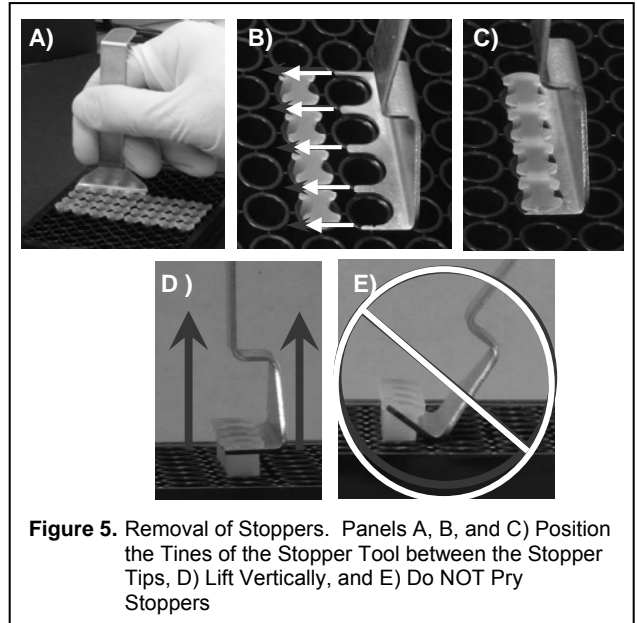 A)
B)
C)
D )
E)
Figure 5. Removal of Stoppers. Panels A, B, and C) Position
the Tines of the Stopper Tool between the Stopper
Tips, D) Lift Vertically, and E) Do NOT Pry
Stoppers